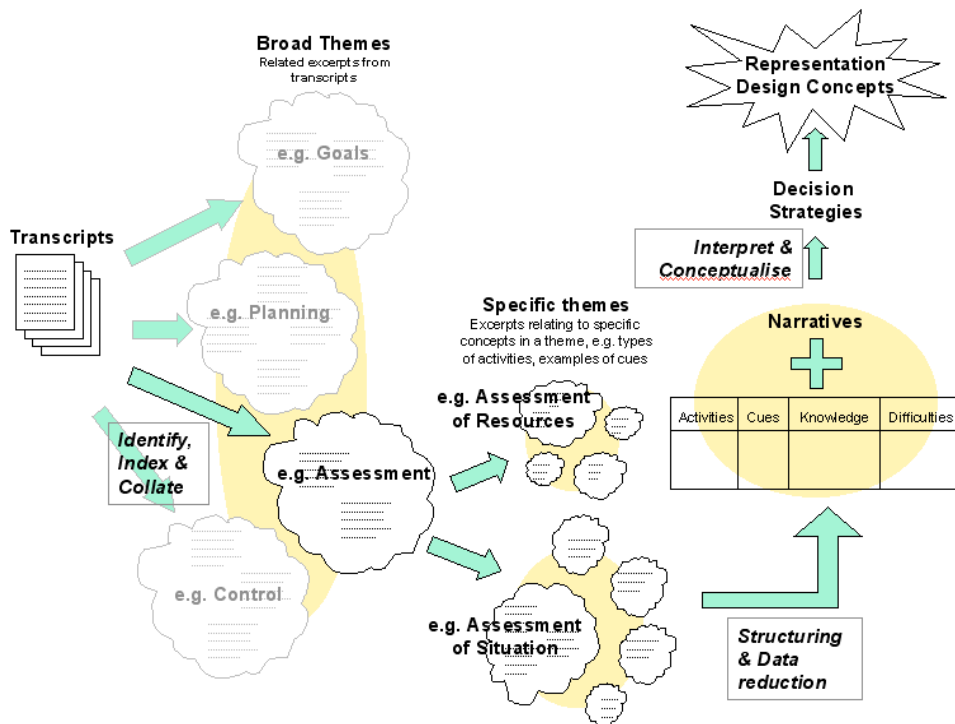 Broad Themes
Related excerpts from
transcripts
e.g. Goals
Transcripts
e.g. Planning
Identify,
Index &
Collate
e.g. Assessment
e.g. Control
Specific themes
Excerpts relating to specific
concepts in a theme, e.g. types
of activities, examples of cues
e.g. Assessment
of Resources
e.g. Assessment
of Situation
Structuring
& Data
reduction
Narratives
Activities Cues Knowledge Difficulties
Interpret &
Conceptualise
Decision
Strategies
Representation
Design Concepts